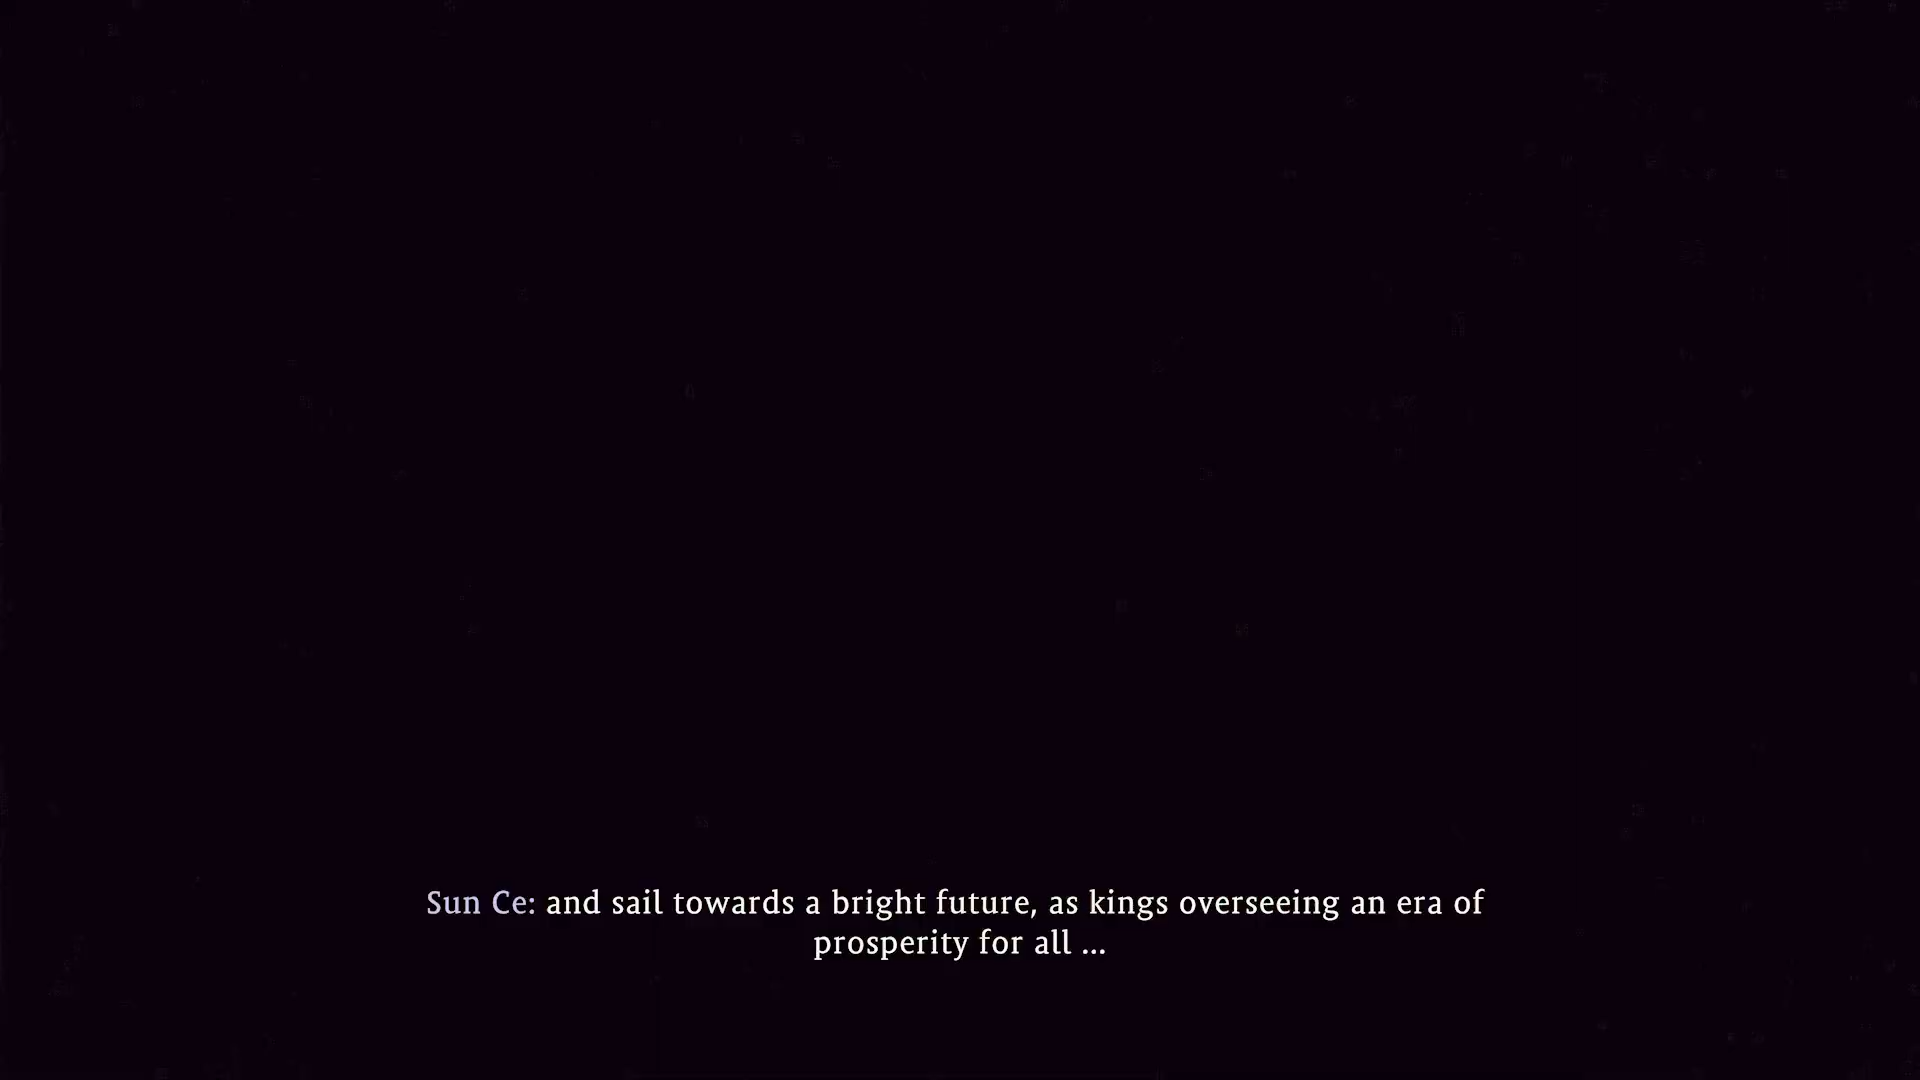 Sun Ce: and sail towards a bright future, as kings overseeing an era of
prosperity for all ...